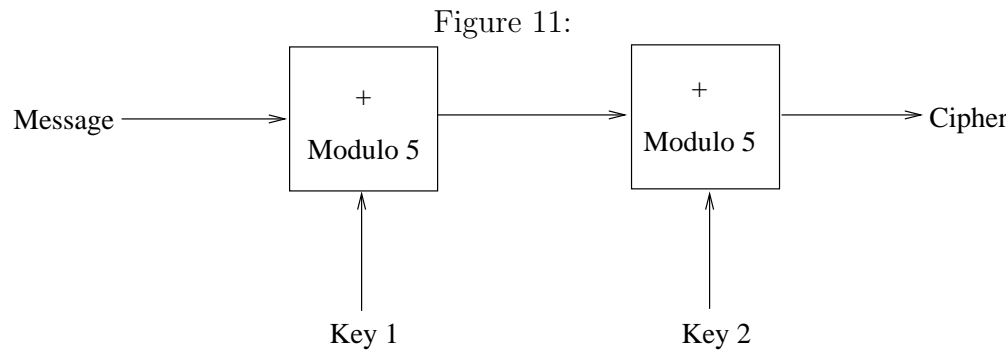 Figure 11:
+
+
Message
Cipher
Modulo 5
Modulo 5
Key 1
Key 2